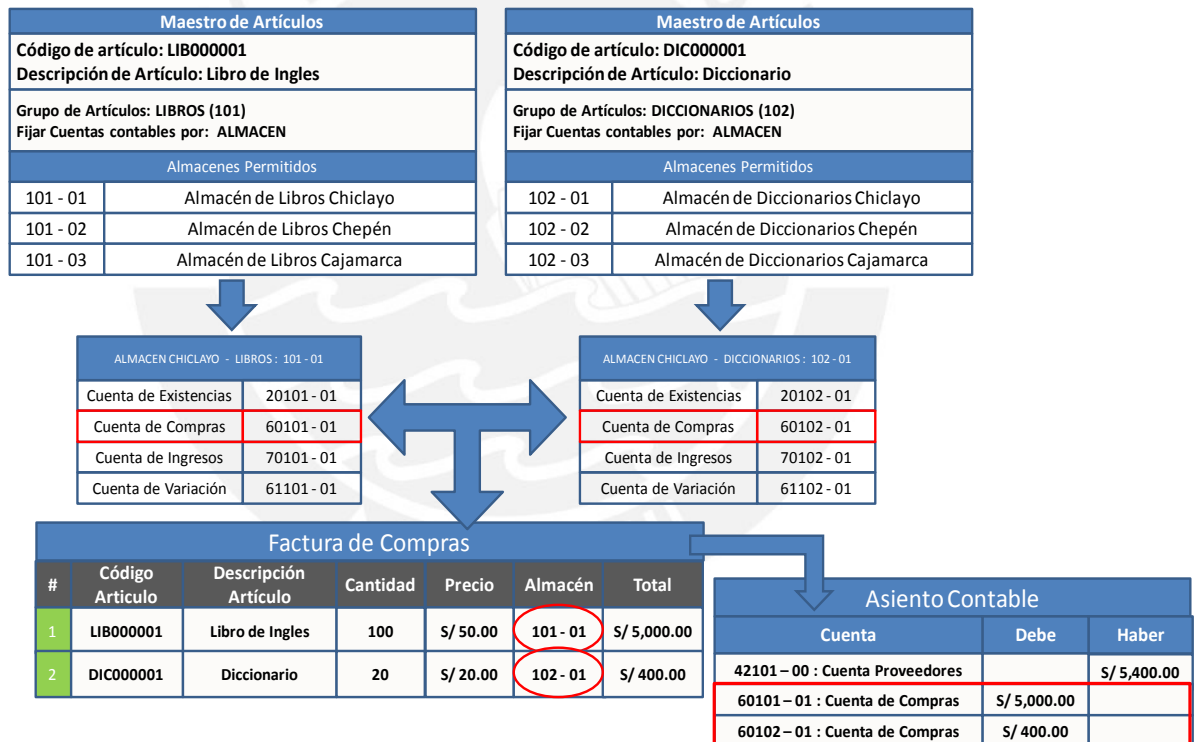 Maestro de Artículos
Código de artículo: LIB000001
Descripción de Artículo: Libro de Ingles
Grupo de Artículos: LIBROS (101)
Fijar Cuentas contables por: ALMACEN
Almacenes Permitidos
101 - 01 Almacén de Libros Chiclayo
101 - 02 Almacén de Libros Chepén
101 - 03 Almacén de Libros Cajamarca
Maestro de Artículos
Código de artículo: DIC000001
Descripción de Artículo: Diccionario
Grupo de Artículos: DICCIONARIOS (102)
Fijar Cuentas contables por: ALMACEN
Almacenes Permitidos
102 - 01 Almacén de Diccionarios Chiclayo
102 - 02 Almacén de Diccionarios Chepén
102 - 03 Almacén de Diccionarios Cajamarca
ALMACEN CHICLAYO - LIBROS : 101 - 01
Cuenta de Existencias 20101 - 01
Cuenta de Compras 60101 - 01
Cuenta de Ingresos 70101 - 01
Cuenta de Variación 61101 - 01
ALMACEN CHICLAYO - DICCIONARIOS : 102 - 01
Cuenta de Existencias 20102 - 01
Cuenta de Compras 60102 - 01
Cuenta de Ingresos 70102 - 01
Cuenta de Variación 61102 - 01
Factura de Compras
# Código Articulo Descripción Artículo Cantidad Precio Almacén Total
1 LIB000001 Libro de Ingles 100 S/ 50.00 101 - 01 S/ 5,000.00
2 DIC000001 Diccionario 20 S/ 20.00 102 - 01 S/ 400.00
Asiento Contable
Cuenta Debe Haber
42101 – 00 : Cuenta Proveedores S/ 5,400.00
60101 – 01 : Cuenta de Compras S/ 5,000.00
60102 – 01 : Cuenta de Compras S/ 400.00